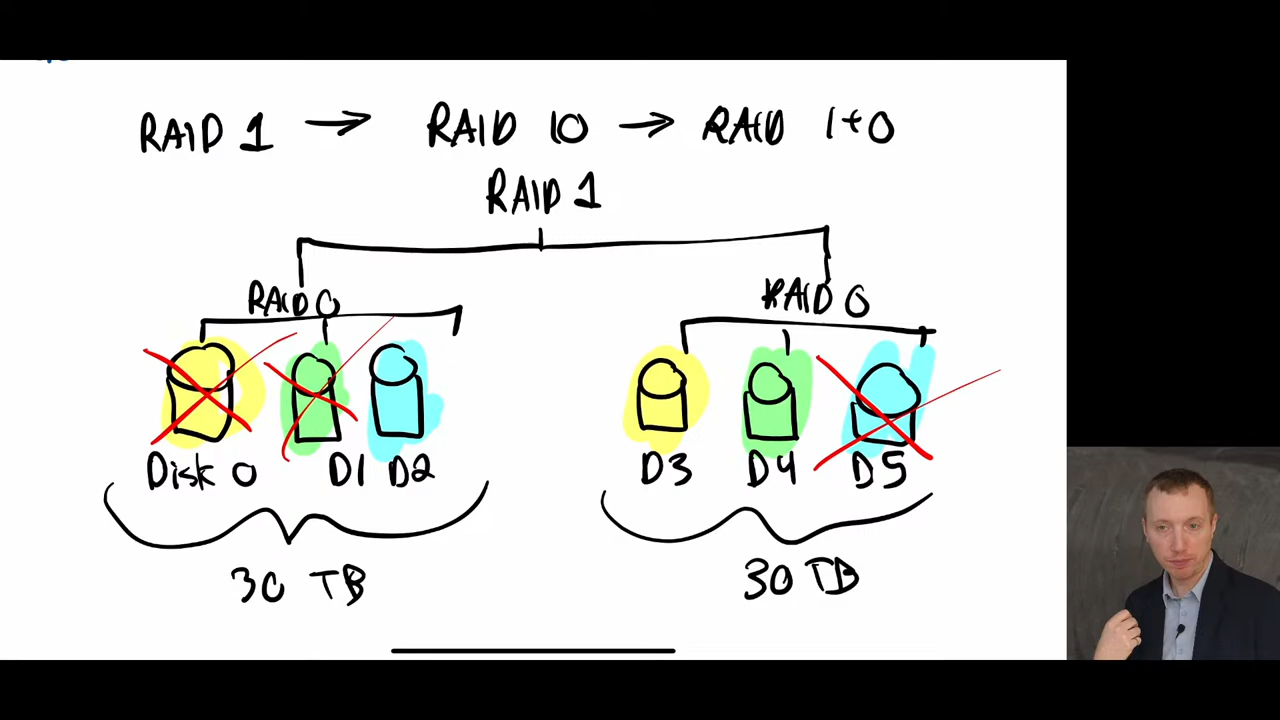 RAID 1 → RAID 10 → RAID 1+0
RAID 1
RAID 0 RAID 0
Disk 0 D1 D2 D3 D4 D5
30 TB 30 TB